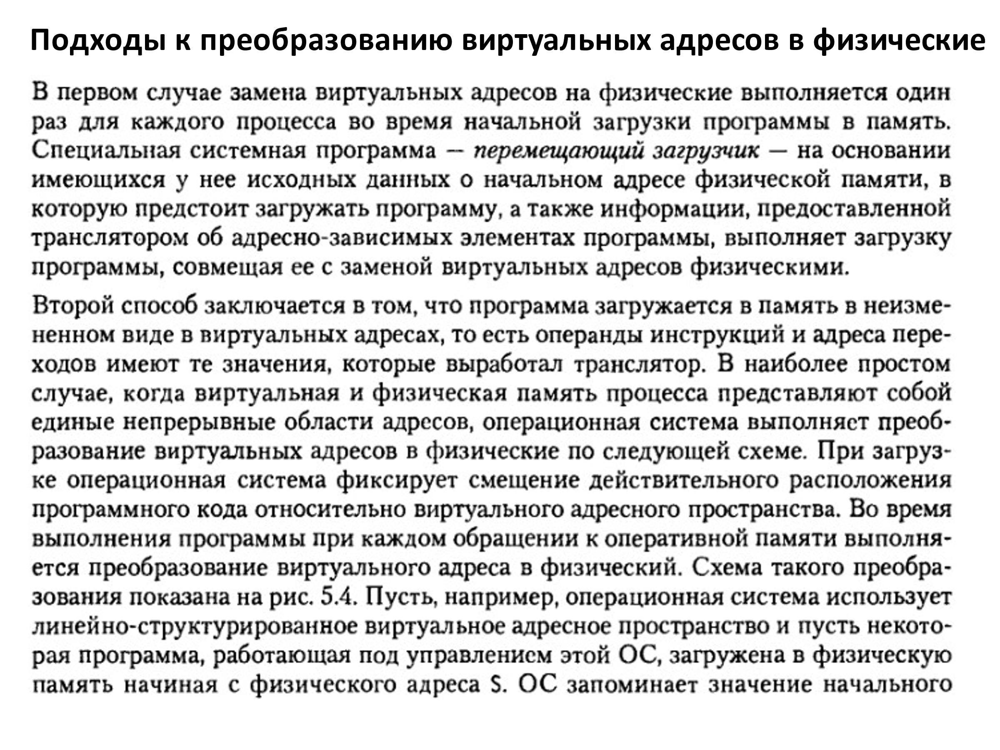 Подходы к преобразованию виртуальных адресов в физические
В первом случае замена виртуальных адресов на физические выполняется один
раз для каждого процесса во время начальной загрузки программы в память.
Специальная системная программа — перемещающий загрузчик — на основании
имеющихся у нее исходных данных о начальном адресе физической памяти, в
которую предстоит загружать программу, а также информации, предоставленной
транслятором об адресно-зависимых элементах программы, выполняет загрузку
программы, совмещая ее с заменой виртуальных адресов физическими.
Второй способ заключается в том, что программа загружается в память в неизме-
ненном виде в виртуальных адресах, то есть операнды инструкций и адреса пере-
ходов имеют те значения, которые выработал транслятор. В наиболее простом
случае, когда виртуальная и физическая память процесса представляют собой
единые непрерывные области адресов, операционная система выполняет преоб-
разование виртуальных адресов в физические по следующей схеме. При загруз-
ке операционная система фиксирует смещение действительного расположения
программного кода относительно виртуального адресного пространства. Во время
выполнения программы при каждом обращении к оперативной памяти выполня-
ется преобразование виртуального адреса в физический. Схема такого преобра-
зования показана на рис. 5.4. Пусть, например, операционная система использует
линейно-структурированное виртуальное адресное пространство и пусть некото-
рая программа, работающая под управлением этой ОС, загружена в физическую
память начиная с физического адреса S. ОС запоминает значение начального